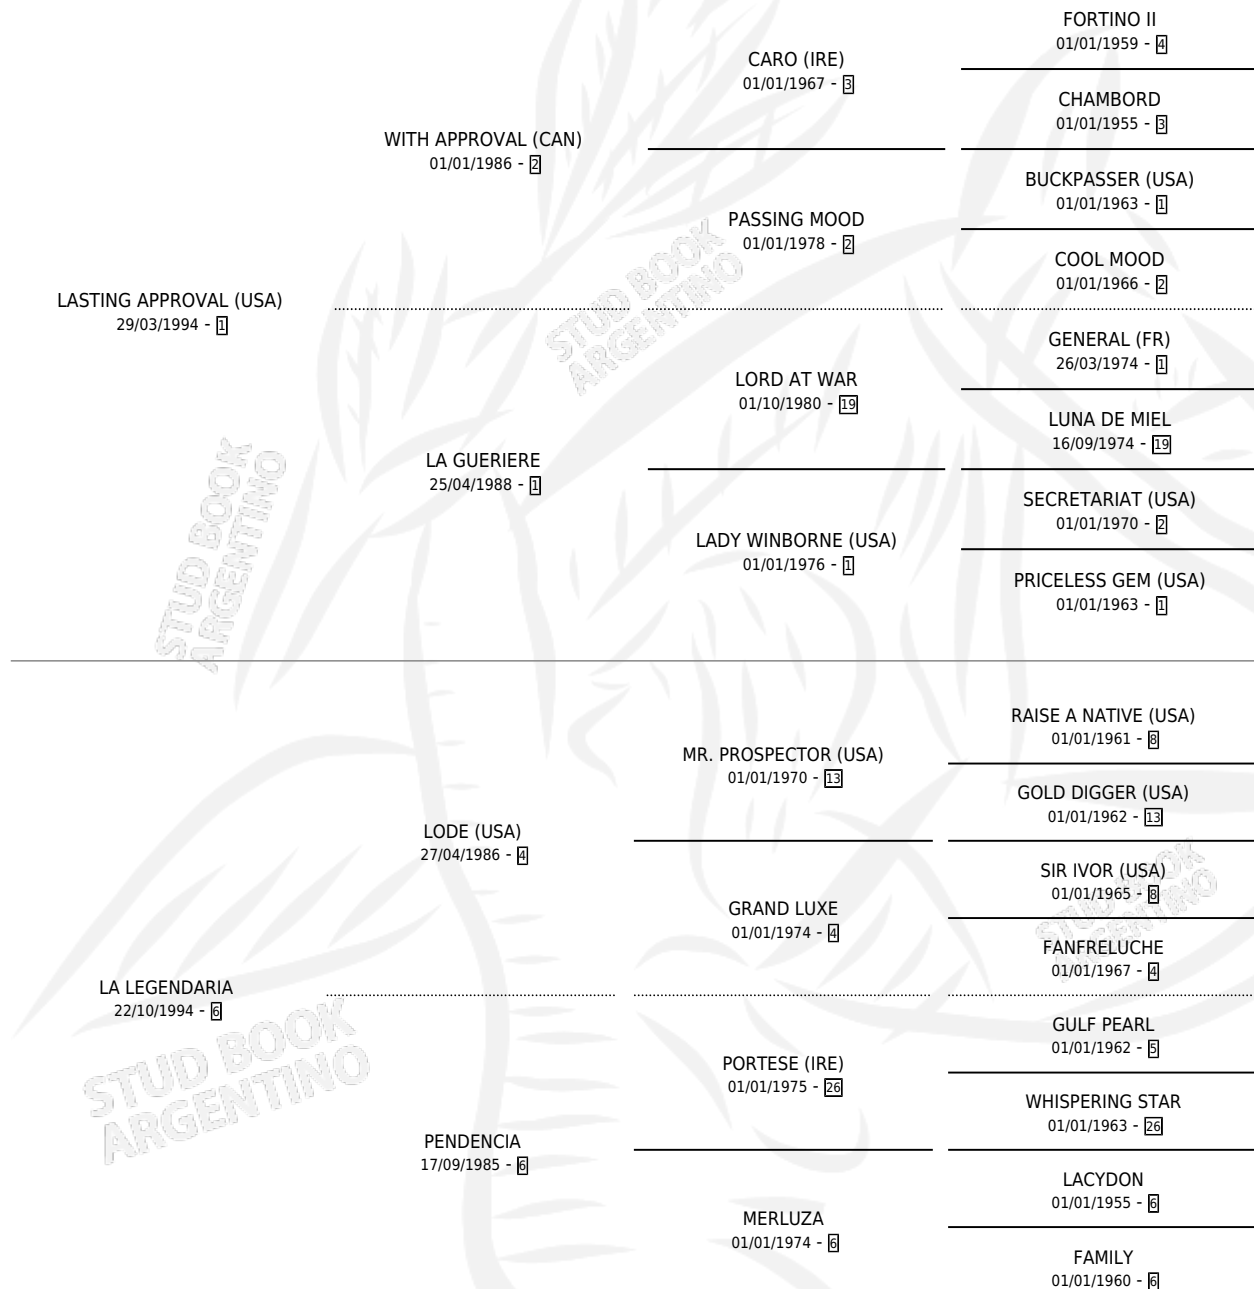 FORTINO II
01/01/1959 - 4
CARO (IRE)
01/01/1967 - 3
CHAMBORD
01/01/1955 - 3
WITH APPROVAL (CAN)
01/01/1986 - 2
BUCKPASSER (USA)
01/01/1963 - 1
PASSING MOOD
01/01/1978 - 2
COOL MOOD
01/01/1966 - 2
LASTING APPROVAL (USA)
29/03/1994 - 1
GENERAL (FR)
26/03/1974 - 1
LORD AT WAR
01/10/1980 - 19
LUNA DE MIEL
16/09/1974 - 19
LA GUERIERE
25/04/1988 - 1
SECRETARIAT (USA)
01/01/1970 - 2
LADY WINBORNE (USA)
01/01/1976 - 1
PRICELESS GEM (USA)
01/01/1963 - 1
RAISE A NATIVE (USA)
01/01/1961 - 8
MR. PROSPECTOR (USA)
01/01/1970 - 13
GOLD DIGGER (USA)
01/01/1962 - 13
LODE (USA)
27/04/1986 - 4
SIR IVOR (USA)
01/01/1965 - 8
GRAND LUXE
01/01/1974 - 4
FANFRELUCHE
01/01/1967 - 4
LA LEGENDARIA
22/10/1994 - 6
GULF PEARL
01/01/1962 - 5
PORTESE (IRE)
01/01/1975 - 26
WHISPERING STAR
01/01/1963 - 26
PENDENCIA
17/09/1985 - 6
LACYDON
01/01/1955 - 6
MERLUZA
01/01/1974 - 6
FAMILY
01/01/1960 - 6
STUD BOOK
ARGENTINO
STUD BOOK
ARGENTINO
STUD BOOK
ARGENTINO
STUD BOOK
ARGENTINO